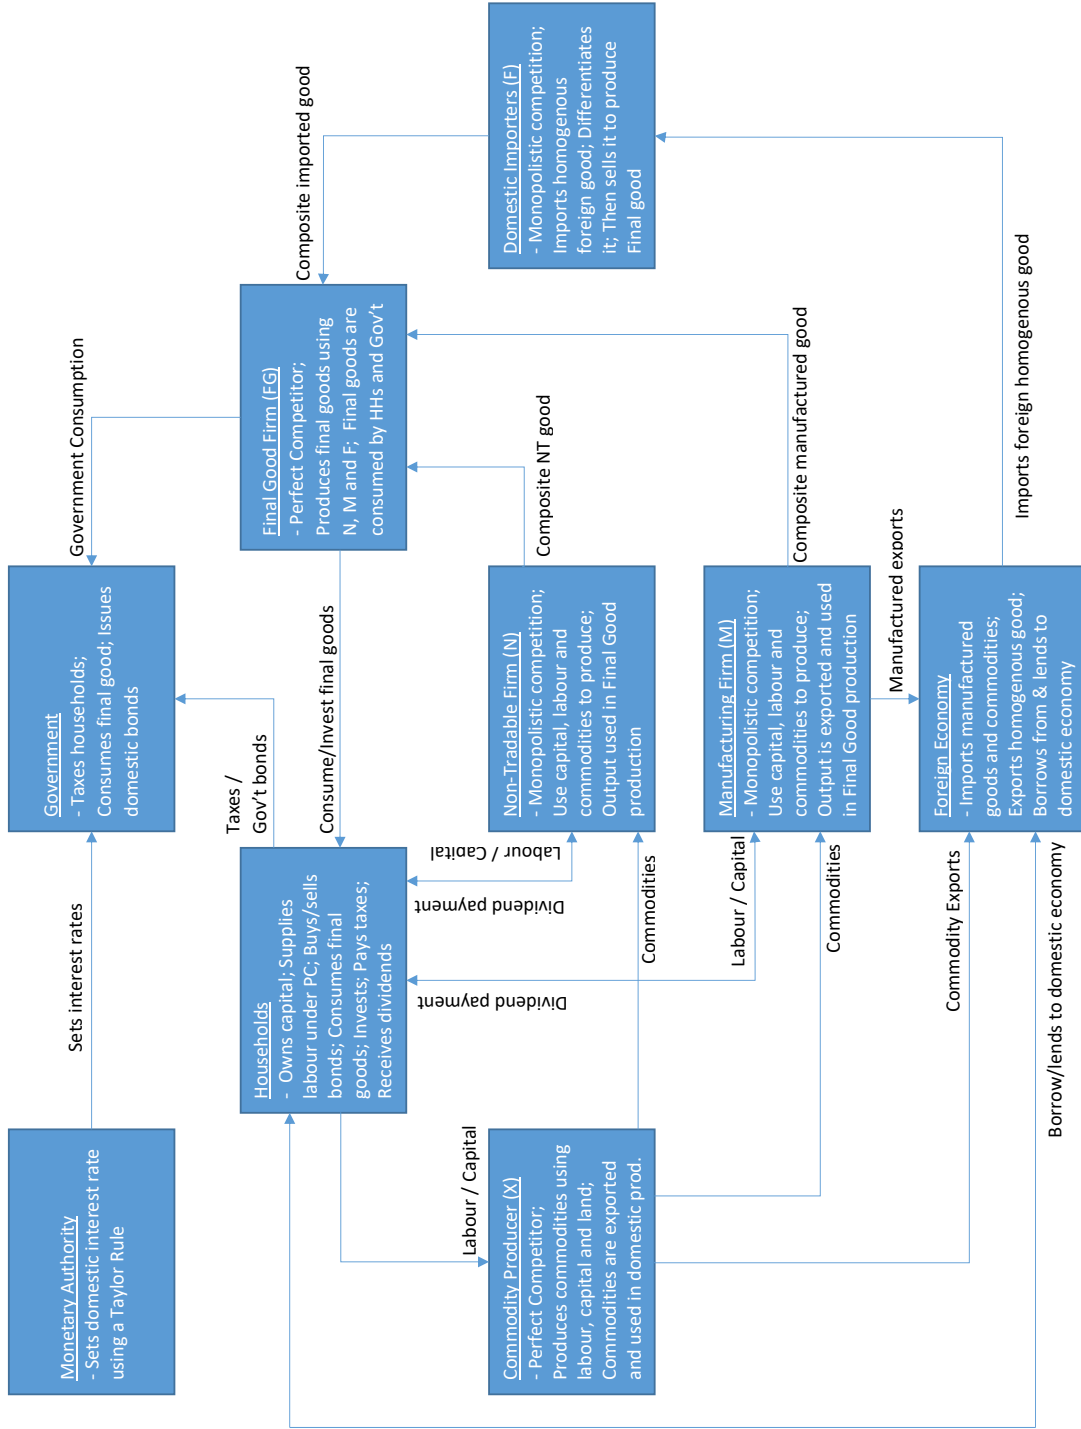 Monetary Authority
- Sets domestic interest rate
using a Taylor Rule
Sets interest rates
Government
- Taxes households;
Consumes final good; Issues
domestic bonds
Government Consumption
Taxes /
Gov't bonds
Households
- Owns capital; Supplies
labour under PC; Buys/sells
bonds; Consumes final
goods; Invests; Pays taxes;
Receives dividends
Consume/Invest final goods
Final Good Firm (FG)
- Perfect Competitor;
Produces final goods using
N, M and F; Final goods are
consumed by HHs and Gov't
Composite imported good
Labour / Capital
Dividend payment
Dividend payment
Labour / Capital
Commodity Producer (X)
- Perfect Competitor;
Produces commodities using
labour, capital and land;
Commodities are exported
and used in domestic prod.
Commodities
Non-Tradable Firm (N)
- Monopolistic competition;
Use capital, labour and
commodities to produce;
Output used in Final Good
production
Composite NT good
Domestic Importers (F)
- Monopolistic competition;
Imports homogenous
foreign good; Differentiates
it; Then sells it to produce
Final good
Labour / Capital
Commodities
Manufacturing Firm (M)
- Monopolistic competition;
Use capital, labour and
commodities to produce;
Output is exported and used
in Final Good production
Composite manufactured good
Manufactured exports
Commodity Exports
Foreign Economy
- Imports manufactured
goods and commodities;
Exports homogenous good;
Borrows from & lends to
domestic economy
Imports foreign homogenous good
Borrow/lends to domestic economy